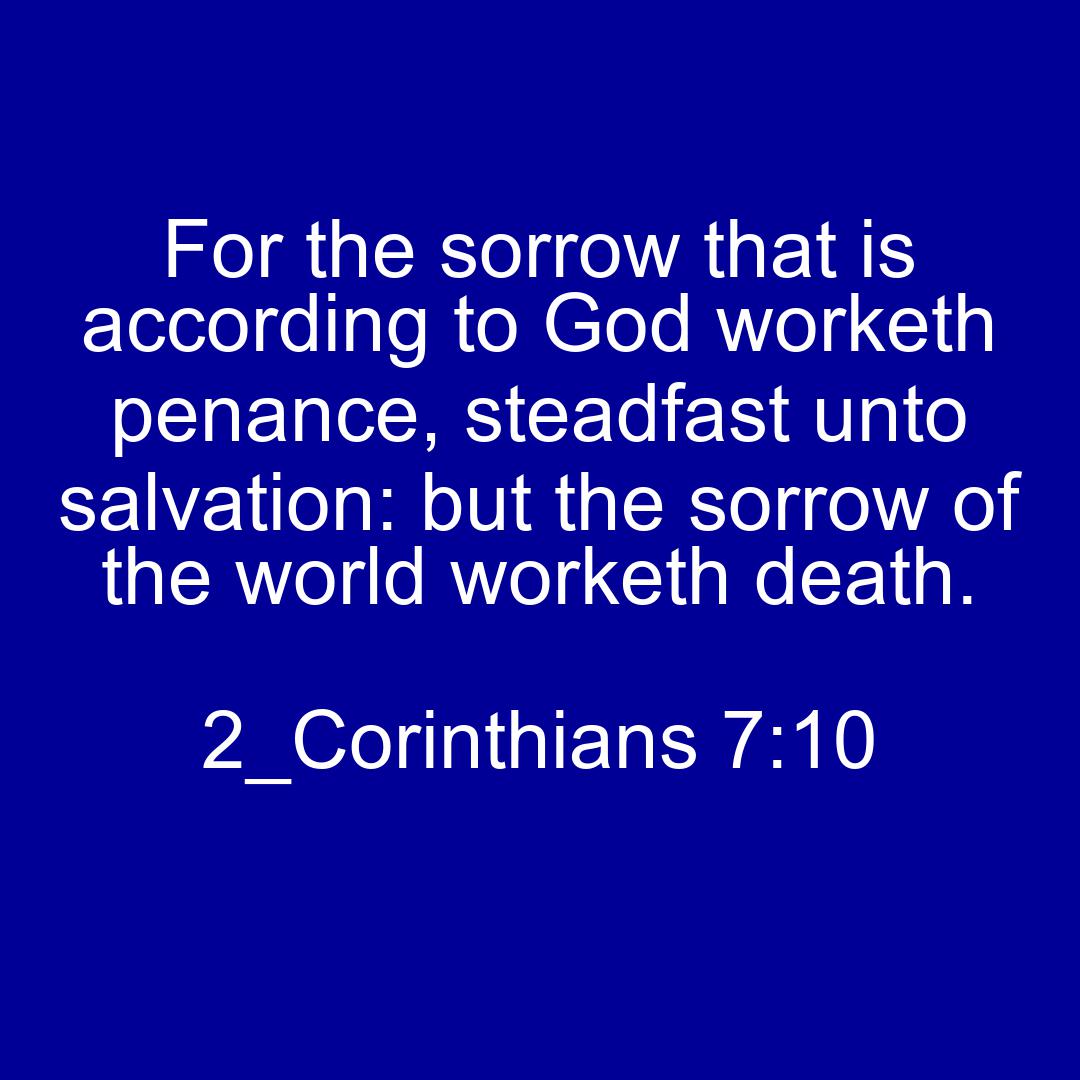 For the sorrow that is
according to God worketh
penance, steadfast unto
salvation: but the sorrow of
the world worketh death.
2_Corinthians 7:10